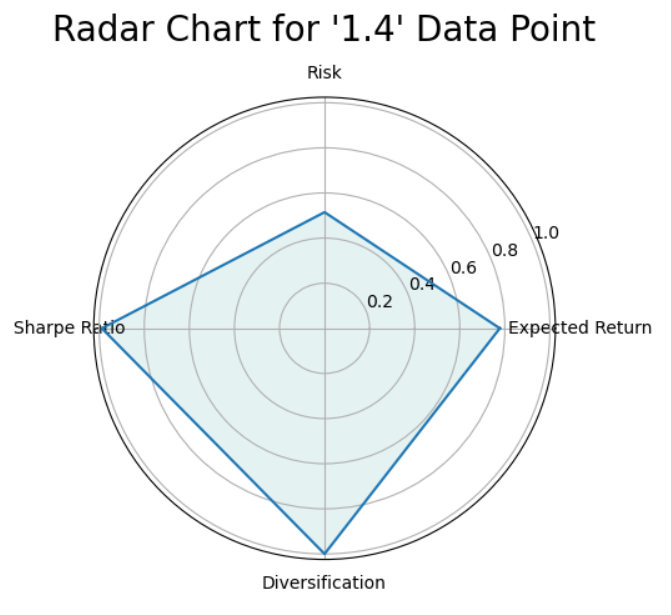 Radar Chart for '1.4' Data Point
Risk
1.0
0.8
0.6
0.4
0.2
Sharpe Ratio
Expected Return
Diversification